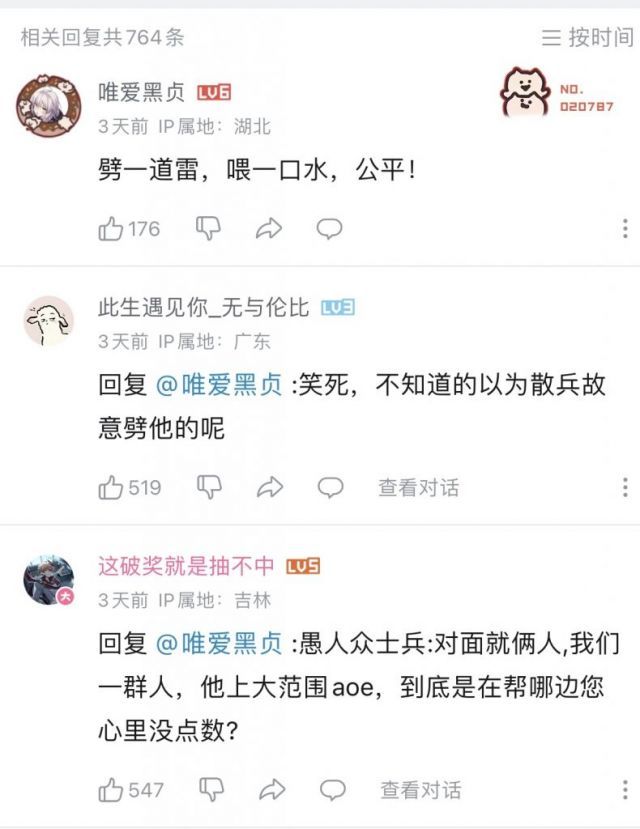 相关回复共764条
按时间
唯爱黑贞 LV6
NO.
020787
3天前 IP属地：湖北
劈一道雷，喂一口水，公平！
176
此生遇见你_无与伦比 LV3
3天前 IP属地：广东
回复 @唯爱黑贞 :笑死，不知道的以为散兵故
意劈他的呢
519 查看对话
这破奖就是抽不中 LV5
大
3天前 IP属地：吉林
回复 @唯爱黑贞 :愚人众士兵:对面就俩人,我们
一群人，他上大范围aoe，到底是在帮哪边您
心里没点数?
547 查看对话